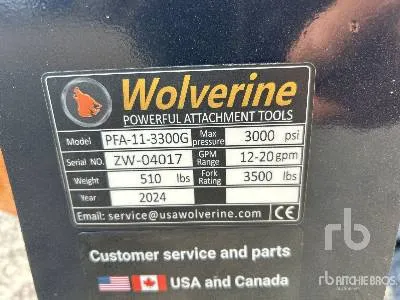 Wolverine
POWERFUL ATTACHMENT TOOLS
Model PFA-11-3300G Max pressure 3000 psi
Serial NO. ZW-04017 GPM Range 12-20 gpm
Weight 510 lbs Fork Rating 3500 lbs
Year 2024
Email: service@usawolverine.com CE
Customer service and parts
USA and Canada
rb
RITCHIE BROS
Auctioneers